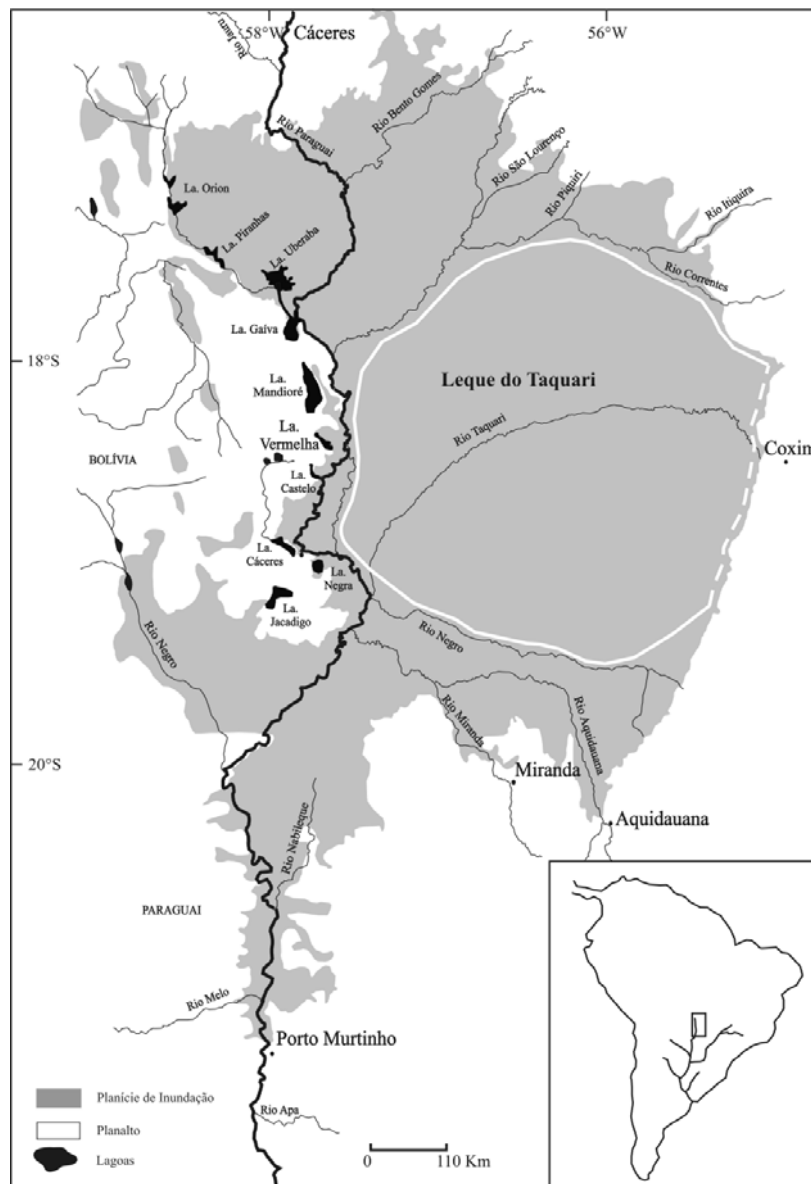 58°W
56°W
Cáceres
Rio Jauru
Rio Paraguai
Rio Bento Gomes
Rio São Lourenço
Rio Piquiri
Rio Itiquira
Rio Correntes
La. Orion
La. Piranhas
La. Uberaba
La. Gaíva
18°S
La.
Mandioré
Leque do Taquari
Rio Taquari
La.
Vermelha
BOLÍVIA
Coxin
La.
Castelo
La.
Cáceres
La.
Negra
La.
Jacadigo
Rio Negro
Rio Negro
Rio Miranda
Rio Aquidauana
20°S
Miranda
Aquidauana
Rio Nabileque
PARAGUAI
Rio Melo
Porto Murtinho
Planície de Inundação
Planalto
Lagoas
Rio Apa
0 110 Km